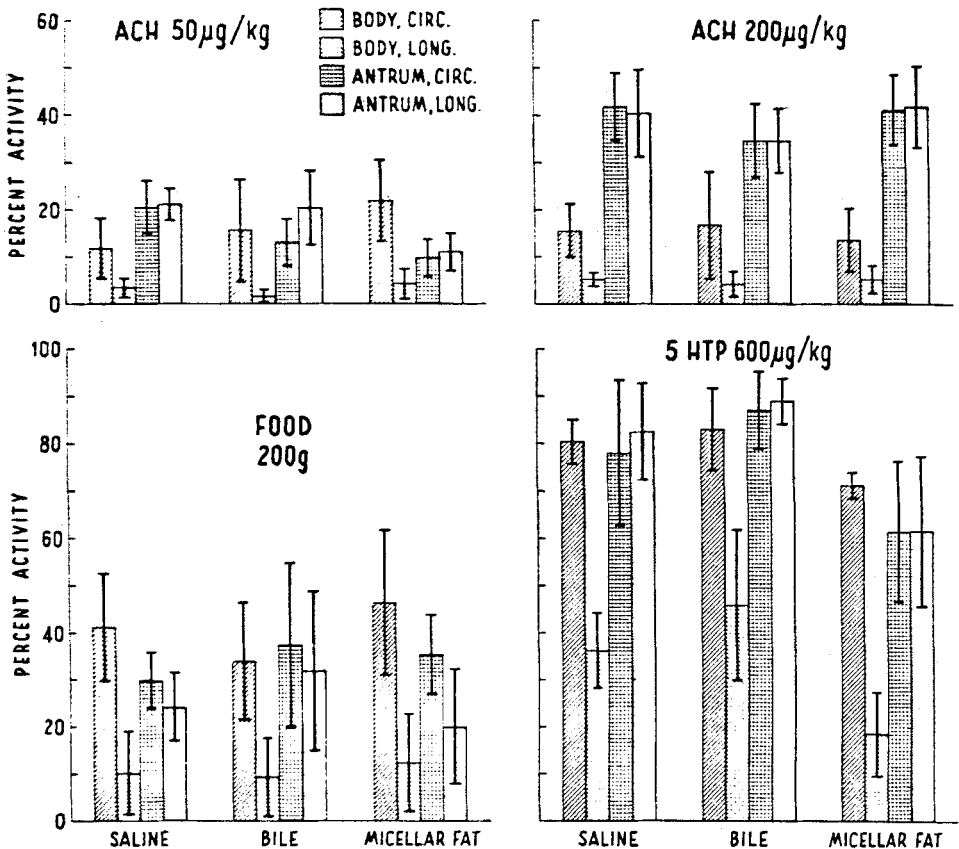 ACH 50µg/kg
BODY, CIRC.
BODY, LONG.
ANTRUM, CIRC.
ANTRUM, LONG.
60
40
20
0
PERCENT ACTIVITY
ACH 200µg/kg
100
80
60
40
20
0
PERCENT ACTIVITY
FOOD
200g
SALINE
BILE
MICELLAR FAT
5 HTP 600µg/kg
SALINE
BILE
MICELLAR FAT